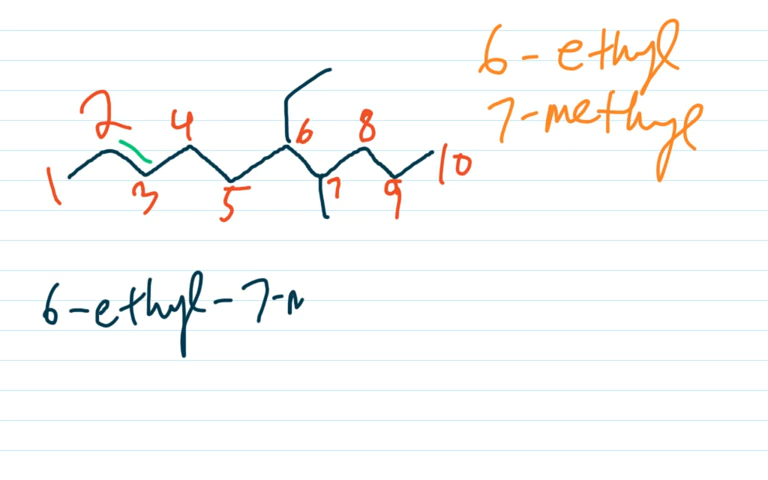 6-ethyl
7-methyl
2 4 6 8
1 3 5 7 9 10
6-ethyl-7-m